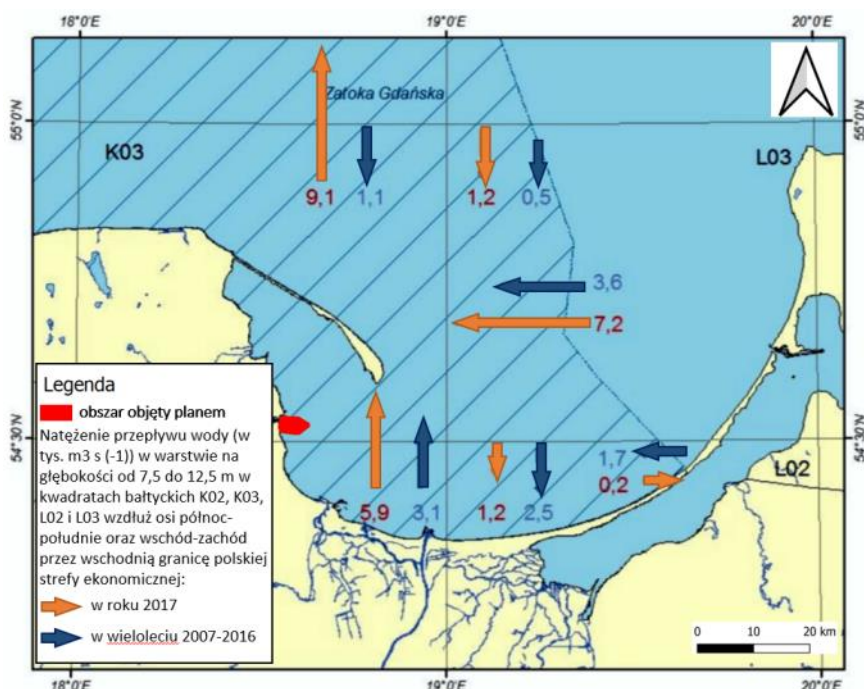 18°0'E
19°0'E
20°0'E
Zatoka Gdańska
55°0'N
55°0'N
K03
L03
9,1
1,1
1,2
0,5
3,6
7,2
Legenda
obszar objęty planem
Natężenie przepływu wody (w
tys. m3 s (-1)) w warstwie na
głębokości od 7,5 do 12,5 m w
kwadratach bałtyckich K02, K03,
L02 i L03 wzdłuż osi północ-
południe oraz wschód-zachód
przez wschodnią granicę polskiej
strefy ekonomicznej:
w roku 2017
w wieloleciu 2007-2016
54°30'N
54°30'N
1,7
0,2
L02
5,9
3,1
1,2
2,5
0 10 20 km
18°0'E
19°0'E
20°0'E